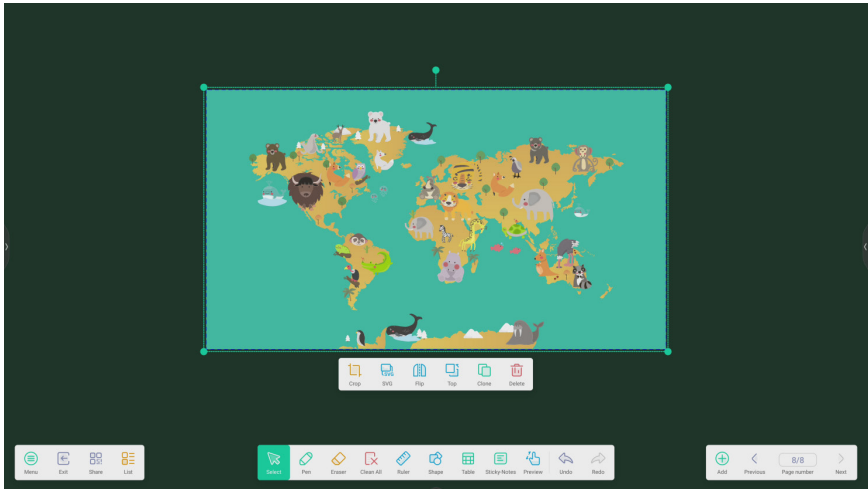 Crop SVG Flip Top Clone Delete
Menu Exit Share List
Select Pen Eraser Clean All Ruler Shape Table Sticky-Notes Preview Undo Redo
8/8
Add Previous Page number Next